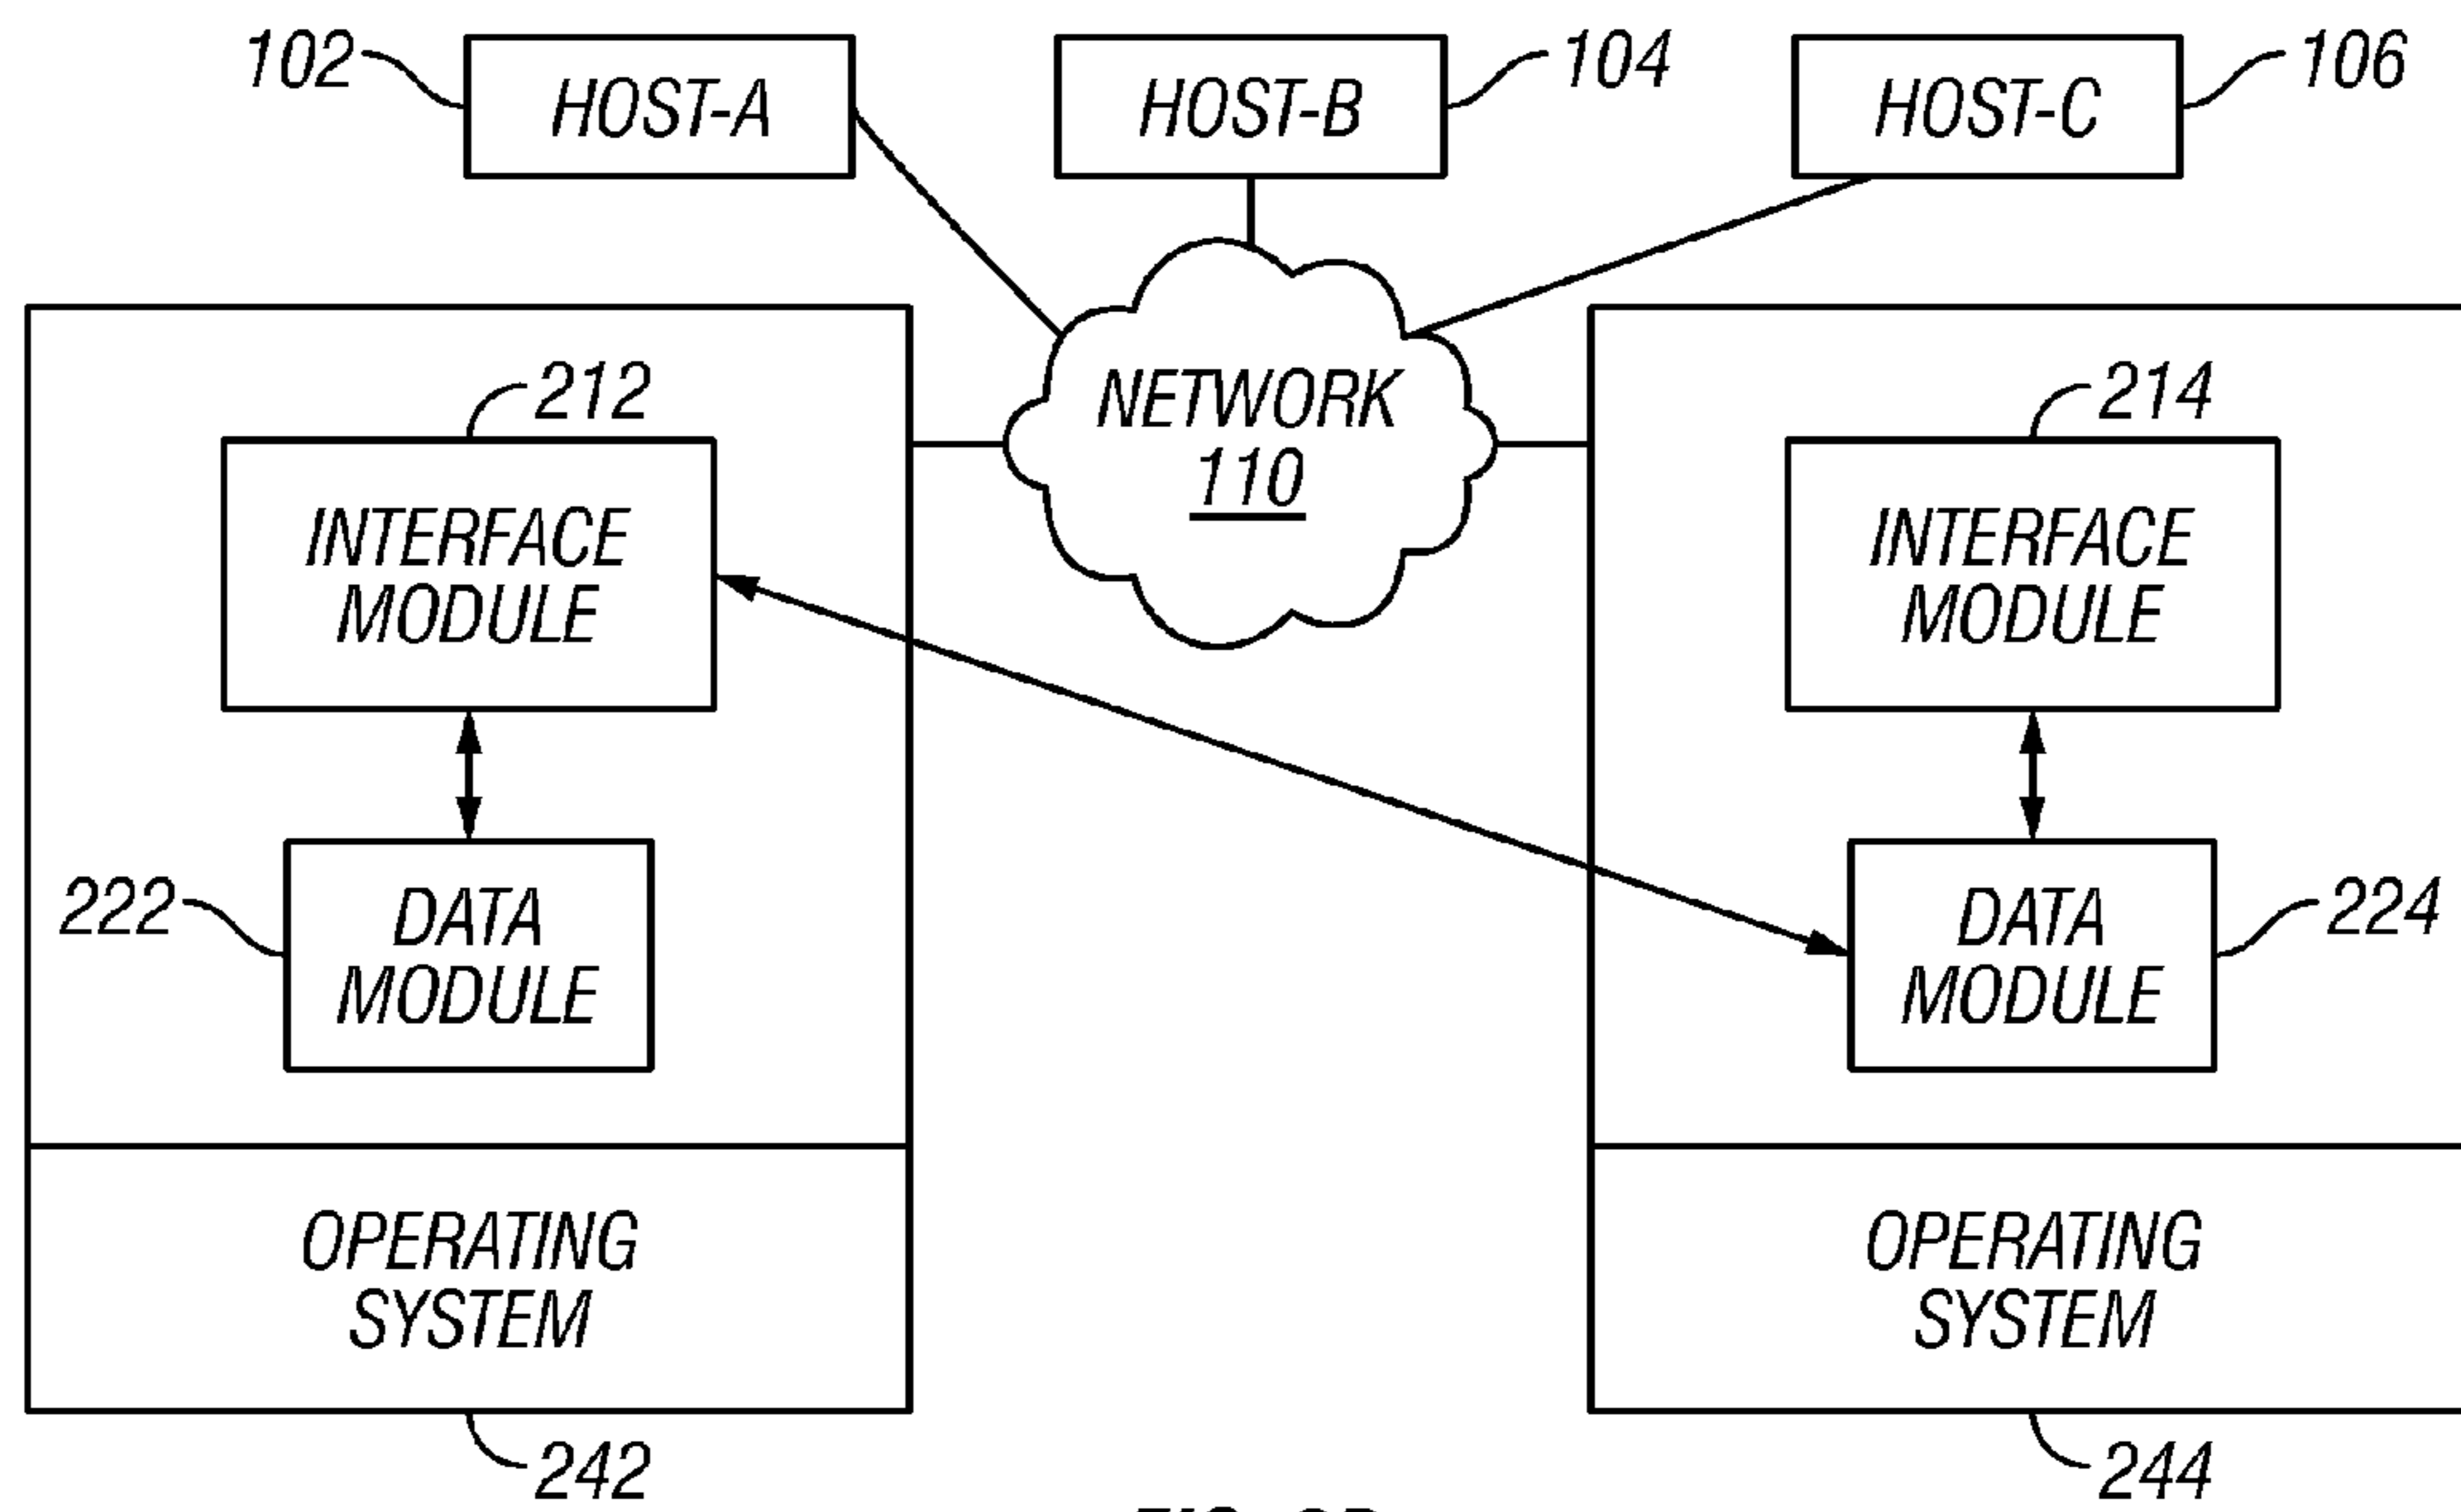 102
HOST-A
HOST-B
104
HOST-C
106
212
INTERFACE
MODULE
NETWORK
110
214
INTERFACE
MODULE
222
DATA
MODULE
DATA
MODULE
224
OPERATING
SYSTEM
OPERATING
SYSTEM
242
244